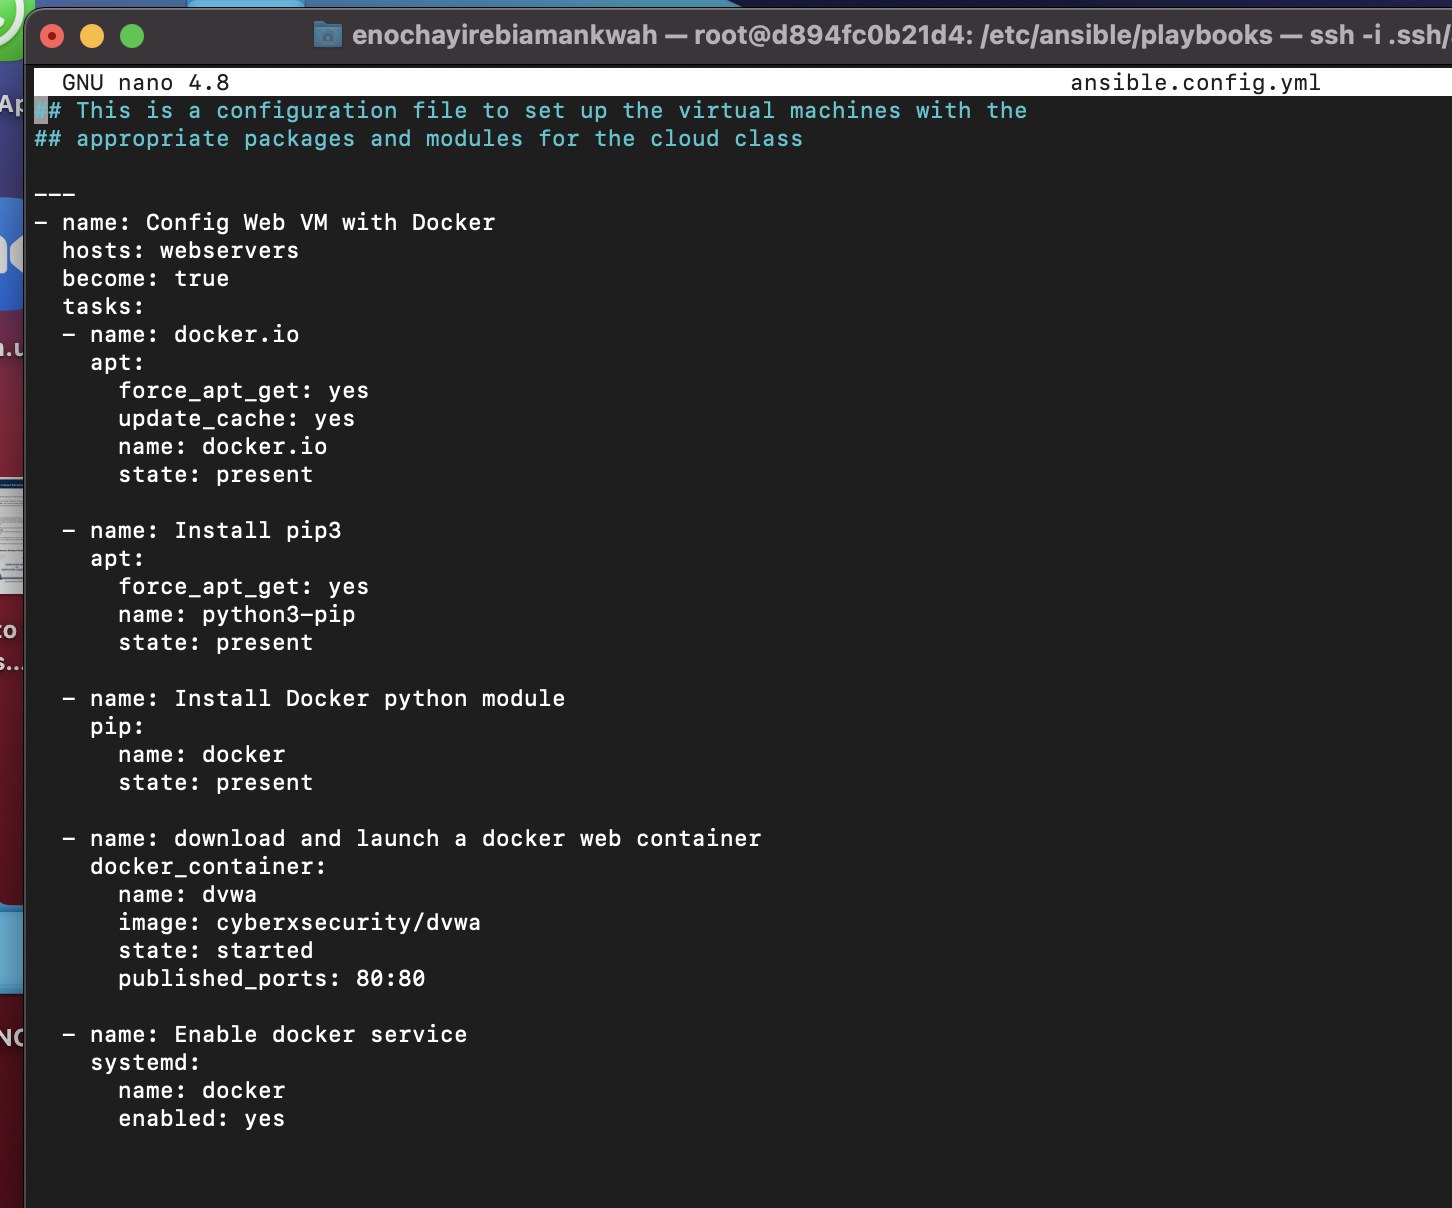 enochayirebiamankwah — root@d894fc0b21d4: /etc/ansible/playbooks — ssh -i .ssh/
GNU nano 4.8 ansible.config.yml
## This is a configuration file to set up the virtual machines with the
## appropriate packages and modules for the cloud class
---
- name: Config Web VM with Docker
  hosts: webservers
  become: true
  tasks:
  - name: docker.io
    apt:
      force_apt_get: yes
      update_cache: yes
      name: docker.io
      state: present
  - name: Install pip3
    apt:
      force_apt_get: yes
      name: python3-pip
      state: present
  - name: Install Docker python module
    pip:
      name: docker
      state: present
  - name: download and launch a docker web container
    docker_container:
      name: dvwa
      image: cyberxsecurity/dvwa
      state: started
      published_ports: 80:80
  - name: Enable docker service
    systemd:
      name: docker
      enabled: yes